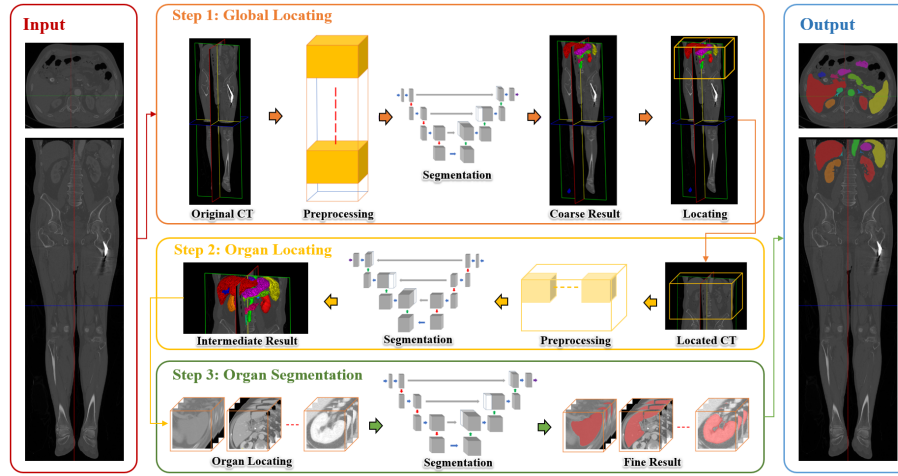 Input
Step 1: Global Locating
Output
Original CT
Preprocessing
Segmentation
Coarse Result
Locating
Step 2: Organ Locating
Intermediate Result
Segmentation
Preprocessing
Located CT
Step 3: Organ Segmentation
Organ Locating
Segmentation
Fine Result